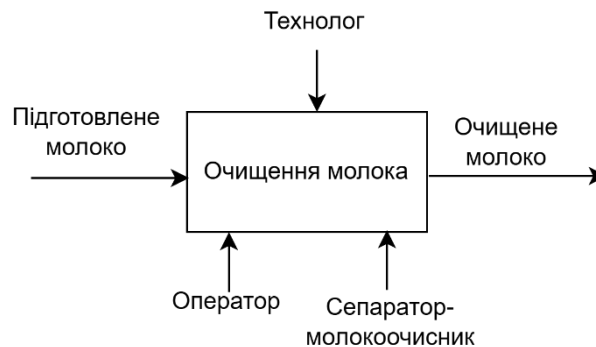 Технолог
Підготовлене
молоко
Очищення молока
Очищене
молоко
Оператор
Сепаратор-
молокоочисник